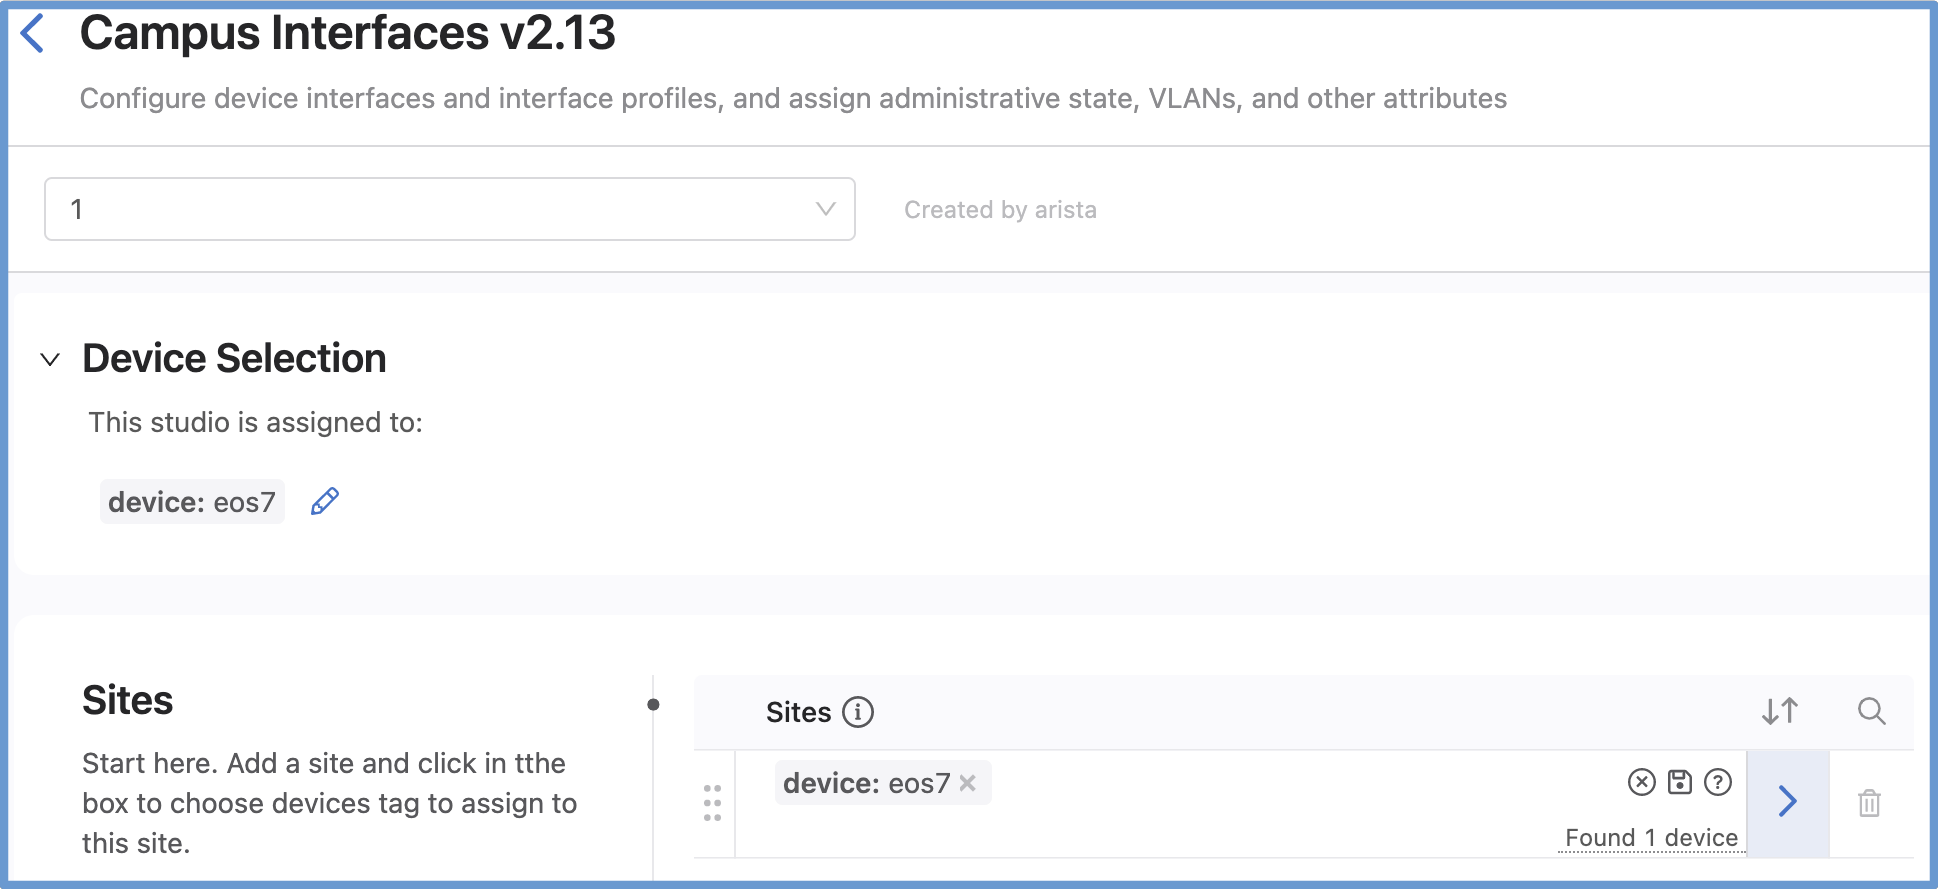 Campus Interfaces v2.13
Configure device interfaces and interface profiles, and assign administrative state, VLANs, and other attributes
1
Created by arista
Device Selection
This studio is assigned to:
device: eos7
Sites
Start here. Add a site and click in tthe
box to choose devices tag to assign to
this site.
Sites
device: eos7
Found 1 device